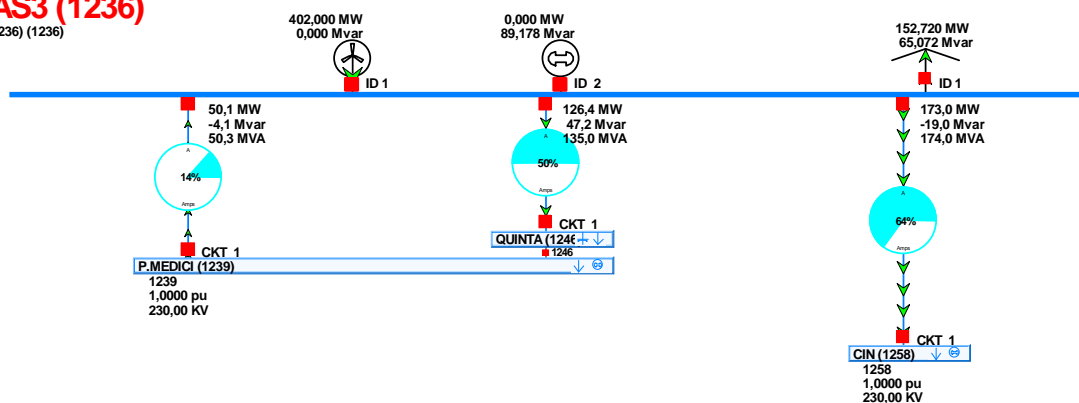 AS3 (1236)
236) (1236)
402,000 MW
0,000 Mvar
0,000 MW
89,178 Mvar
152,720 MW
65,072 Mvar
ID 1
ID 2
ID 1
50,1 MW
-4,1 Mvar
50,3 MVA
126,4 MW
47,2 Mvar
135,0 MVA
173,0 MW
-19,0 Mvar
174,0 MVA
A
14%
Amps
A
50%
Amps
A
64%
Amps
CKT 1
CKT 1
QUINTA (1246
1246
P.MEDICI (1239)
1239
1,0000 pu
230,00 KV
CKT 1
CIN (1258)
1258
1,0000 pu
230,00 KV